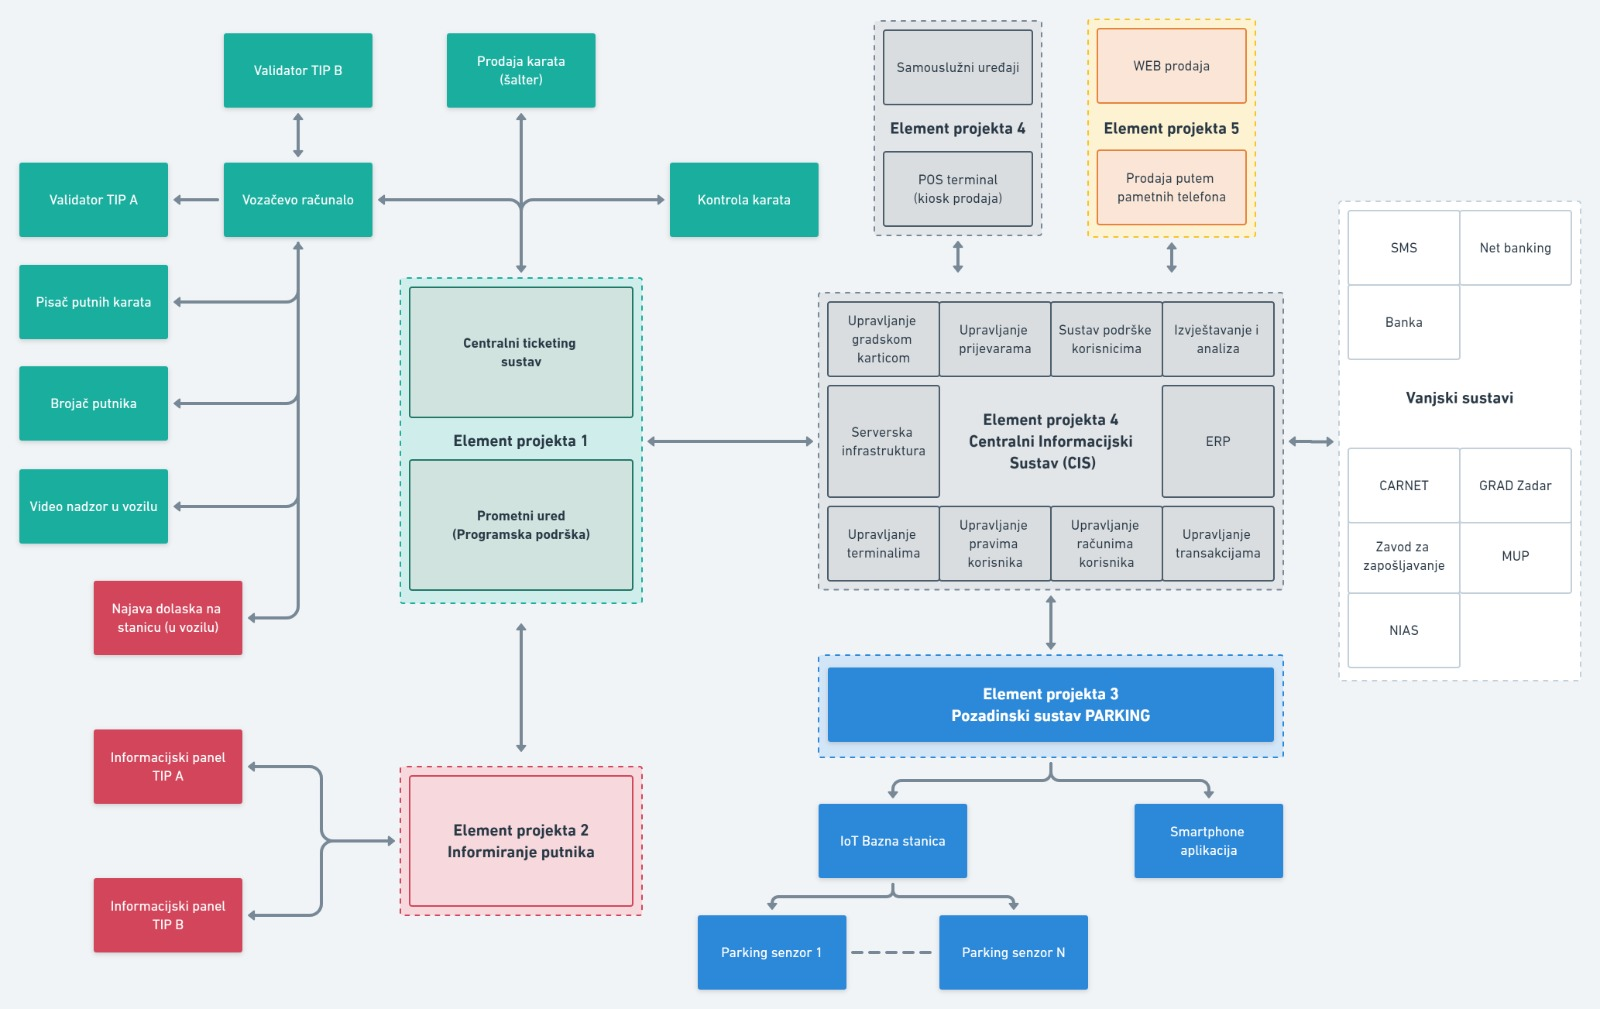 Validator TIP B
Prodaja karata
(šalter)
Validator TIP A
Vozačevo računalo
Kontrola karata
Pisač putnih karata
Brojač putnika
Video nadzor u vozilu
Najava dolaska na
stanicu (u vozilu)
Centralni ticketing
sustav
Element projekta 1
Prometni ured
(Programska podrška)
Informacijski panel
TIP A
Informacijski panel
TIP B
Element projekta 2
Informiranje putnika
Samouslužni uređaji
Element projekta 4
POS terminal
(kiosk prodaja)
WEB prodaja
Element projekta 5
Prodaja putem
pametnih telefona
Upravljanje
gradskom
karticom
Upravljanje
prijevarama
Sustav podrške
korisnicima
Izvještavanje i
analiza
Serverska
infrastruktura
Element projekta 4
Centralni Informacijski
Sustav (CIS)
ERP
Upravljanje
terminalima
Upravljanje
pravima
korisnika
Upravljanje
računima
korisnika
Upravljanje
transakcijama
Element projekta 3
Pozadinski sustav PARKING
IoT Bazna stanica
Smartphone
aplikacija
Parking senzor 1
Parking senzor N
SMS
Net banking
Banka
Vanjski sustavi
CARNET
GRAD Zadar
Zavod za
zapošljavanje
MUP
NIAS